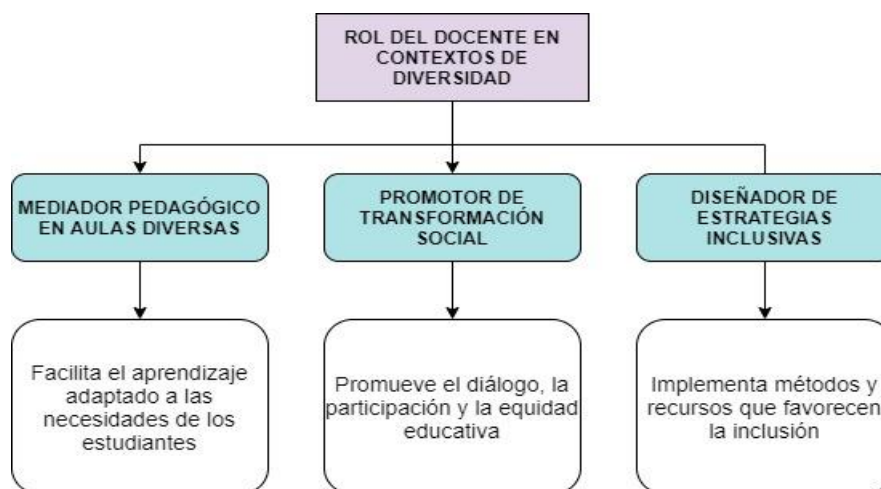 ROL DEL DOCENTE EN
CONTEXTOS DE
DIVERSIDAD
MEDIADOR PEDAGÓGICO
EN AULAS DIVERSAS
PROMOTOR DE
TRANSFORMACIÓN
SOCIAL
DISEÑADOR DE
ESTRATEGIAS
INCLUSIVAS
Facilita el aprendizaje
adaptado a las
necesidades de los
estudiantes
Promueve el diálogo, la
participación y la equidad
educativa
Implementa métodos y
recursos que favorecen
la inclusión